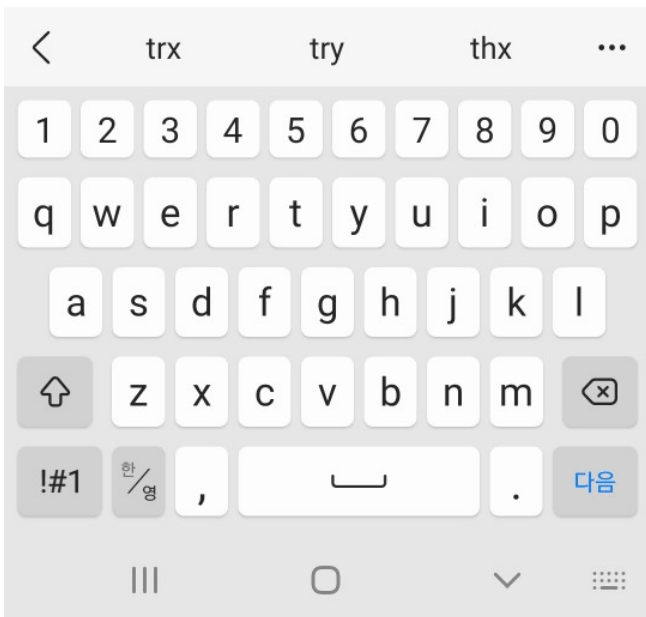 trx try thx
1 2 3 4 5 6 7 8 9 0
q w e r t y u i o p
a s d f g h j k l
z x c v b n m
!#1 한/영 , . 다음